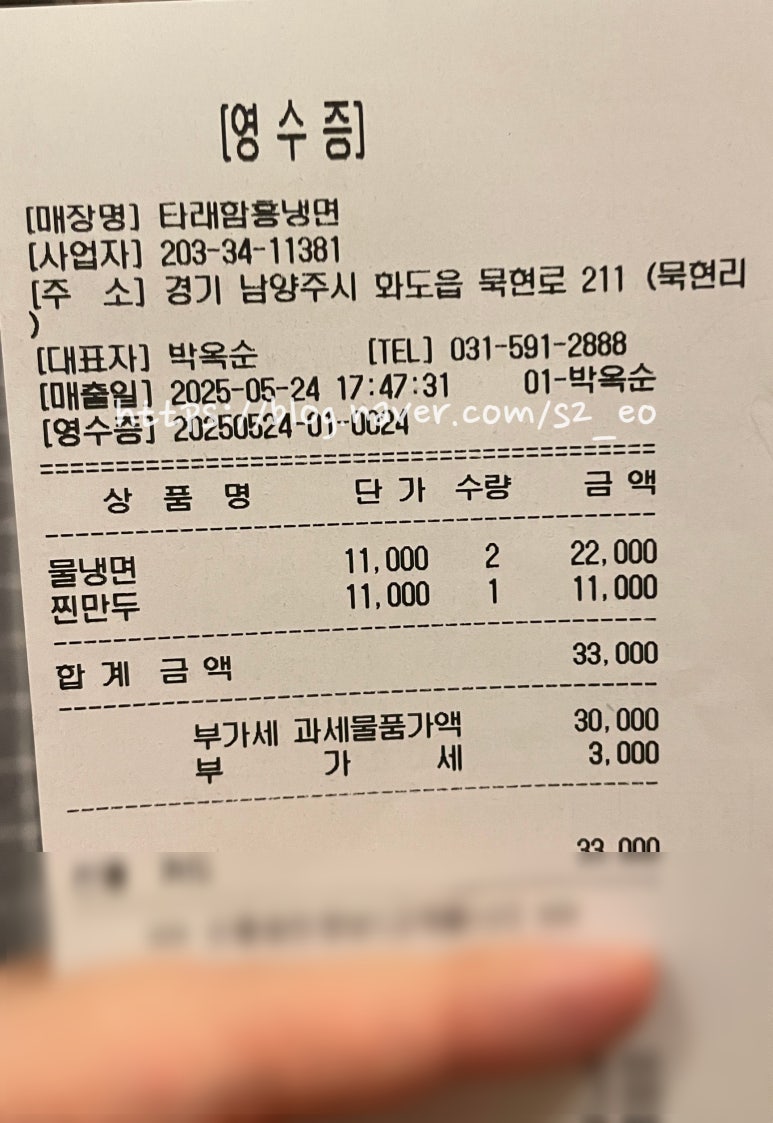 [영수증]
[매장명] 타래함흥냉면
[사업자] 203-34-11381
[주 소] 경기 남양주시 화도읍 묵현로 211 (묵현리
)
[대표자] 박옥순 [TEL] 031-591-2888
[매출일] 2025-05-24 17:47:31 01-박옥순
https://blog.naver.com/s2_eo
[영수증] 20250524-01-0024
상 품 명 단 가 수량 금 액
물냉면 11,000 2 22,000
찐만두 11,000 1 11,000
합 계 금 액 33,000
부가세 과세물품가액 30,000
부 가 세 3,000
33,000